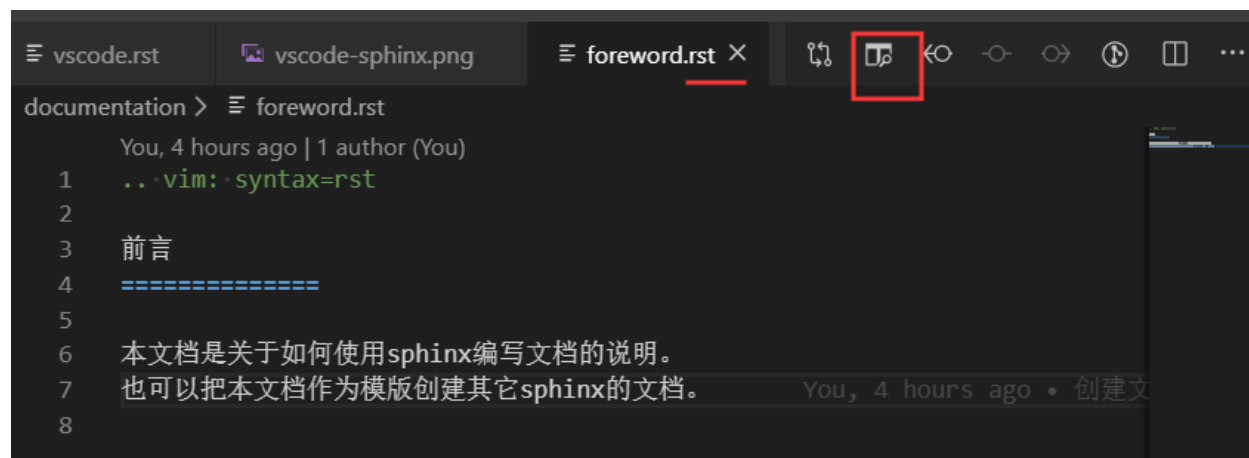 vscode.rst vscode-sphinx.png foreword.rst
documentation > foreword.rst
You, 4 hours ago | 1 author (You)
1 .. vim: syntax=rst
2
3 前言
4 ==============
5
6 本文档是关于如何使用sphinx编写文档的说明。
7 也可以把本文档作为模版创建其它sphinx的文档。 You, 4 hours ago • 创建文
8